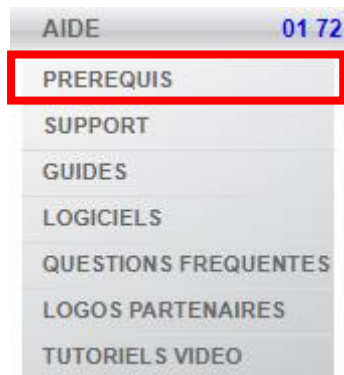 AIDE 01 72
PREREQUIS
SUPPORT
GUIDES
LOGICIELS
QUESTIONS FREQUENTES
LOGOS PARTENAIRES
TUTORIELS VIDEO